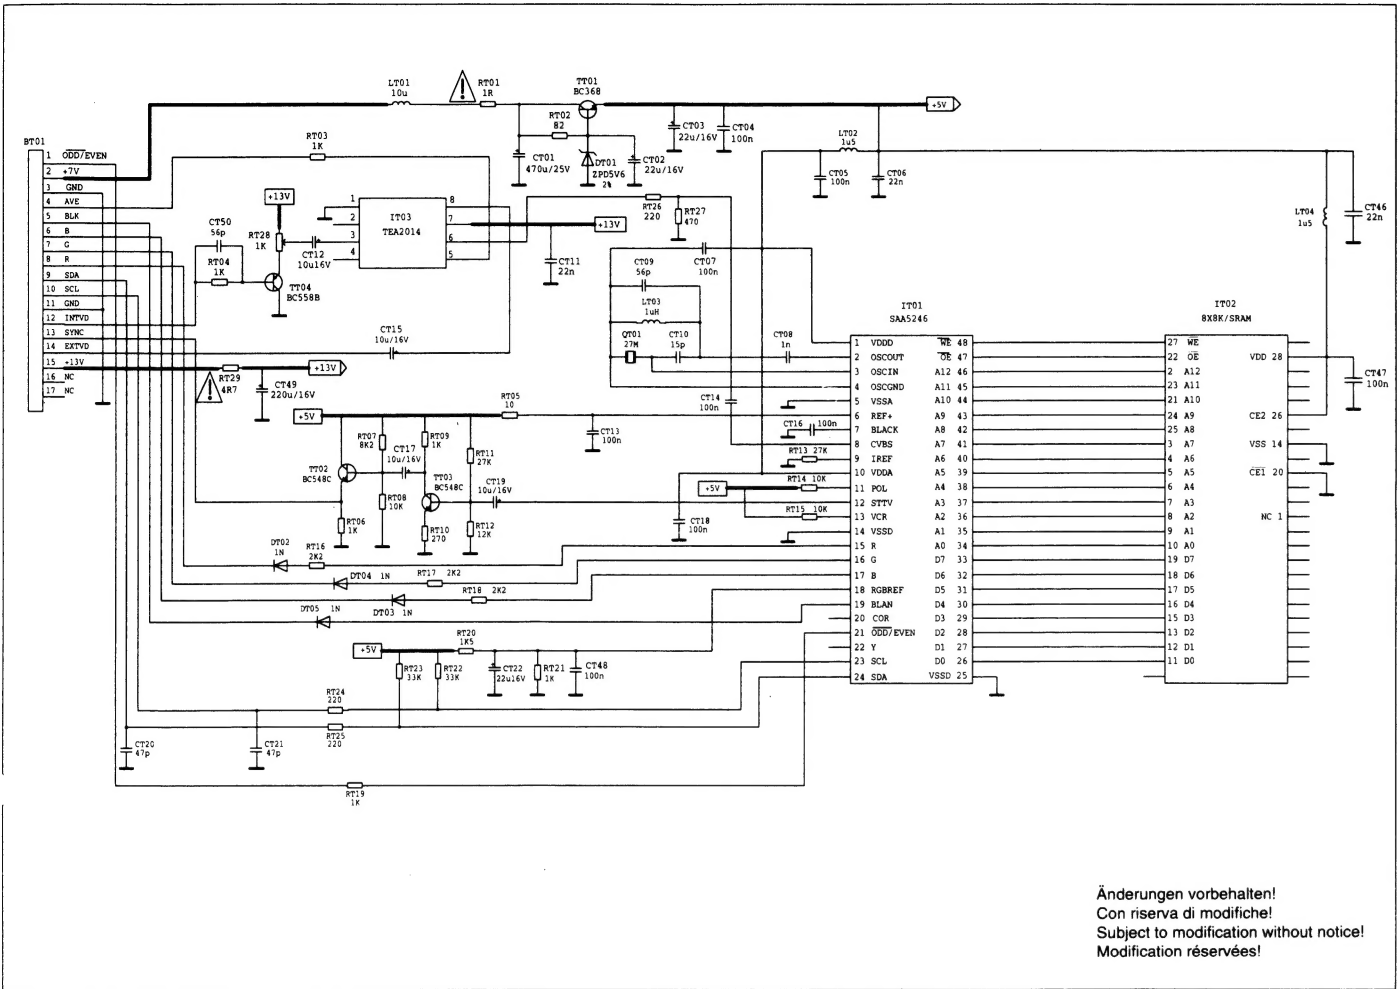 LT01
10u
RT01
1R
TT01
BC368
RT02
82
+5V
CT03
22u/16V
CT04
100n
LT02
1u5
CT01
470u/25V
DT01
ZPD5V6
2%
CT02
22u/16V
CT05
100n
CT06
22n
BT01
1 ODD/EVEN
2 +7V
3 GND
4 AVE
5 BLK
6 B
7 G
8 R
9 SDA
10 SCL
11 GND
12 INTVD
13 SYNC
14 EXTVD
15 +13V
16 NC
17 NC
RT03
1K
+13V
CT50
56p
RT28
1K
RT04
1K
CT12
10u16V
TT04
BC558B
IT03
TEA2014
1
2
3
4
8
7
6
5
+13V
CT11
22n
RT26
220
RT27
470
CT07
100n
CT09
56p
LT03
1uH
QT01
27M
CT10
15p
CT08
1n
LT04
1u5
CT46
22n
CT47
100n
CT15
10u/16V
+13V
RT29
4R7
CT49
220u/16V
+5V
RT05
10
CT14
100n
CT13
100n
CT16 100n
RT13 27K
RT07
8K2
CT17
10u/16V
RT09
1K
RT11
27K
TT02
BC548C
TT03
BC548C
CT19
10u/16V
RT08
10K
RT06
1K
RT10
270
RT12
12K
+5V
RT14 10K
RT15 10K
CT18
100n
IT01
SAA5246
1 VDDD WE 48
2 OSCOUT OE 47
3 OSCIN A12 46
4 OSCGND A11 45
5 VSSA A10 44
6 REF+ A9 43
7 BLACK A8 42
8 CVBS A7 41
9 IREF A6 40
10 VDDA A5 39
11 POL A4 38
12 STTV A3 37
13 VCR A2 36
14 VSSD A1 35
15 R A0 34
16 G D7 33
17 B D6 32
18 RGBREF D5 31
19 BLAN D4 30
20 COR D3 29
21 ODD/EVEN D2 28
22 Y D1 27
23 SCL D0 26
24 SDA VSSD 25
IT02
8X8K/SRAM
27 WE
22 OE VDD 28
2 A12
23 A11
21 A10
24 A9 CE2 26
25 A8
3 A7 VSS 14
4 A6
5 A5 CE1 20
6 A4
7 A3
8 A2 NC 1
9 A1
10 A0
19 D7
18 D6
17 D5
16 D4
15 D3
13 D2
12 D1
11 D0
DT02
1N
RT16
2K2
DT04 1N
RT17 2K2
DT03 1N
RT18 2K2
DT05 1N
+5V
RT20
1K5
RT23
33K
RT22
33K
CT22
22u16V
RT21
1K
CT48
100n
RT24
220
RT25
220
CT20
47p
CT21
47p
RT19
1K
Änderungen vorbehalten!
Con riserva di modifiche!
Subject to modification without notice!
Modification réservées!